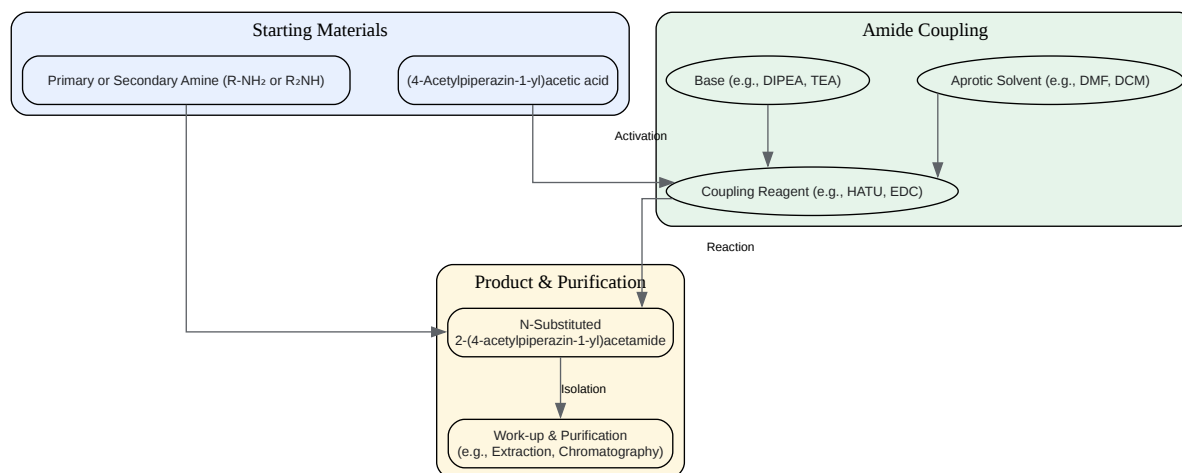 Starting Materials
Primary or Secondary Amine (R-NH₂ or R₂NH)
(4-Acetylpiperazin-1-yl)acetic acid
Amide Coupling
Base (e.g., DIPEA, TEA)
Aprotic Solvent (e.g., DMF, DCM)
Activation
Coupling Reagent (e.g., HATU, EDC)
Reaction
Product & Purification
N-Substituted
2-(4-acetylpiperazin-1-yl)acetamide
Isolation
Work-up & Purification
(e.g., Extraction, Chromatography)